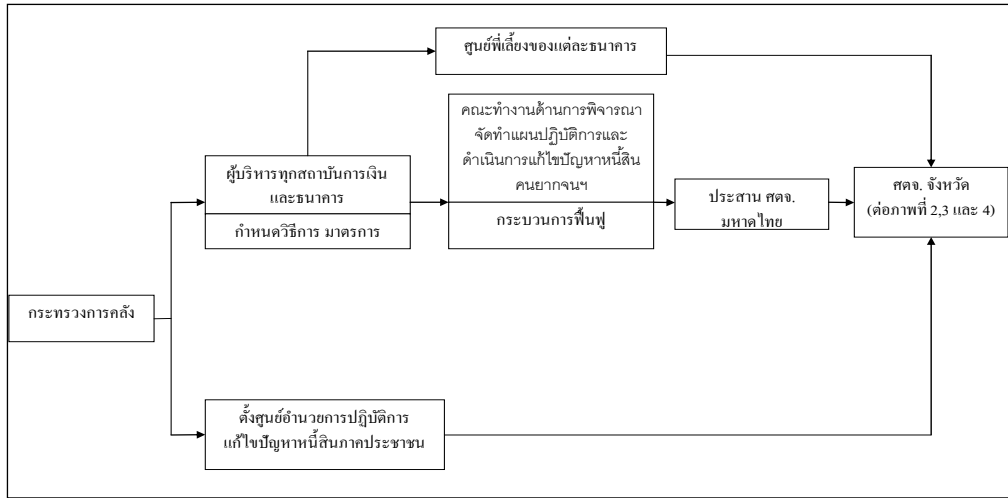 ศูนย์พี่เลี้ยงของแต่ละธนาคาร
คณะทำงานด้านการพิจารณา
จัดทำแผนปฏิบัติการและ
ดำเนินการแก้ไขปัญหาหนี้สิน
คนยากจนฯ
กระบวนการฟื้นฟู
ผู้บริหารทุกสถาบันการเงิน
และธนาคาร
กำหนดวิธีการ มาตรการ
ประสาน ศตจ.
มหาดไทย
ศตจ. จังหวัด
(ต่อภาพที่ 2,3 และ 4)
กระทรวงการคลัง
ตั้งศูนย์อำนวยการปฏิบัติการ
แก้ไขปัญหาหนี้สินภาคประชาชน